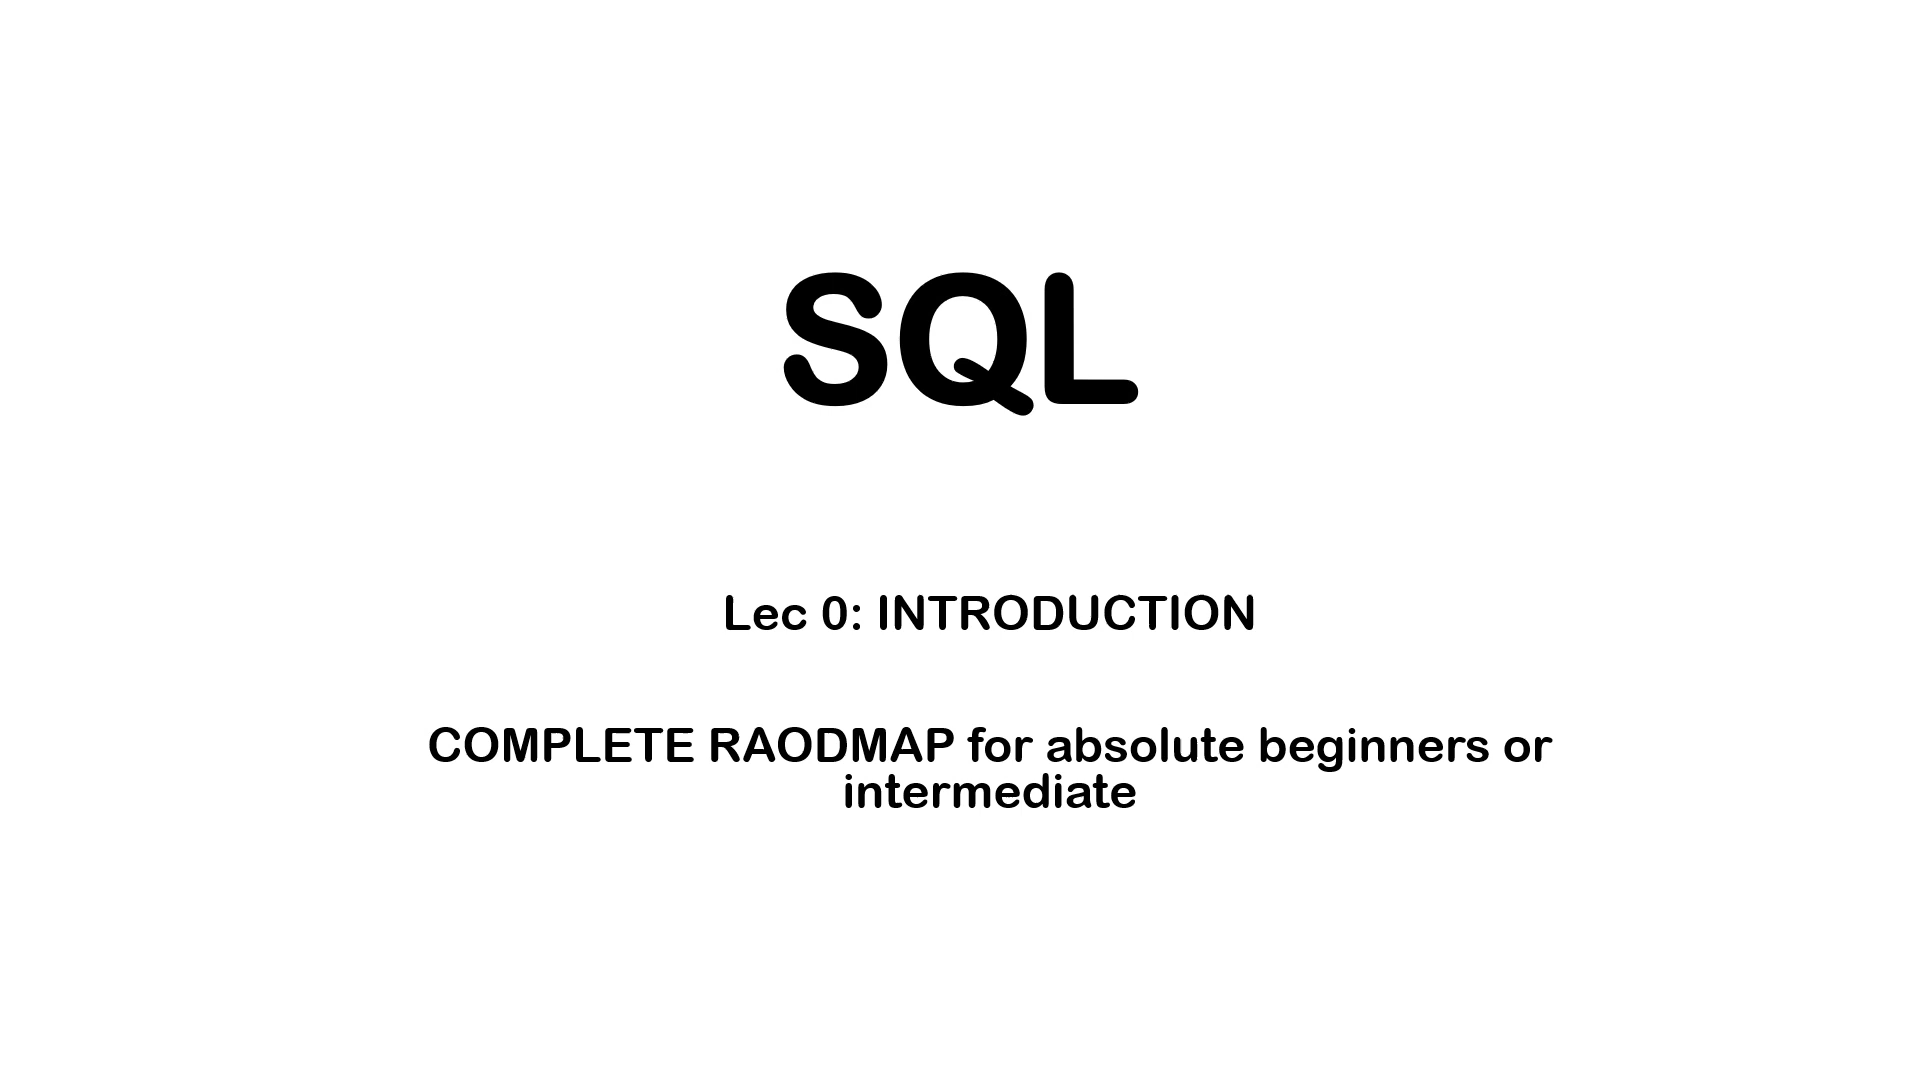 SQL
Lec 0: INTRODUCTION
COMPLETE RAODMAP for absolute beginners or
intermediate